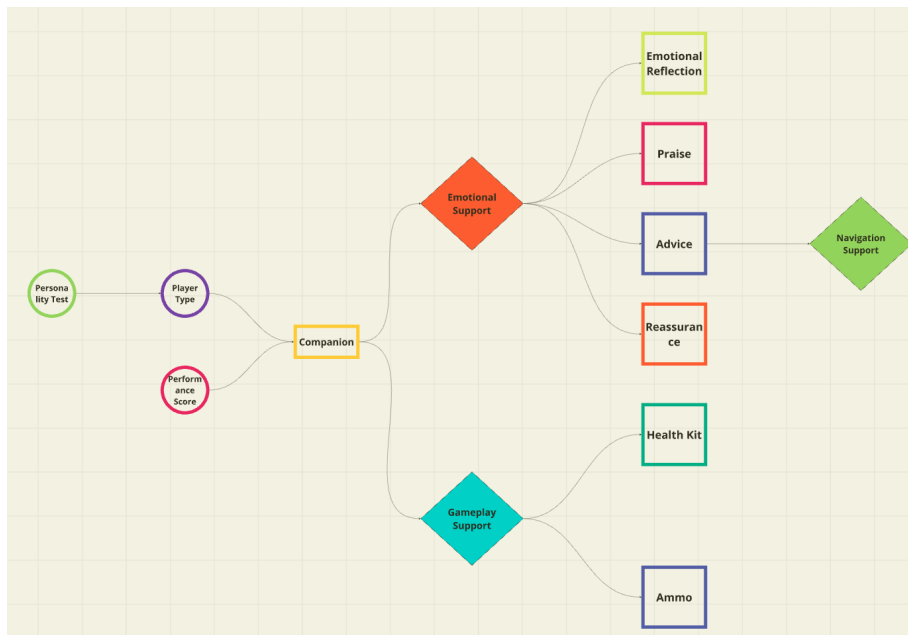 Persona
lity Test
Player
Type
Perform
ance
Score
Companion
Emotional
Support
Gameplay
Support
Emotional
Reflection
Praise
Advice
Reassuran
ce
Health Kit
Ammo
Navigation
Support